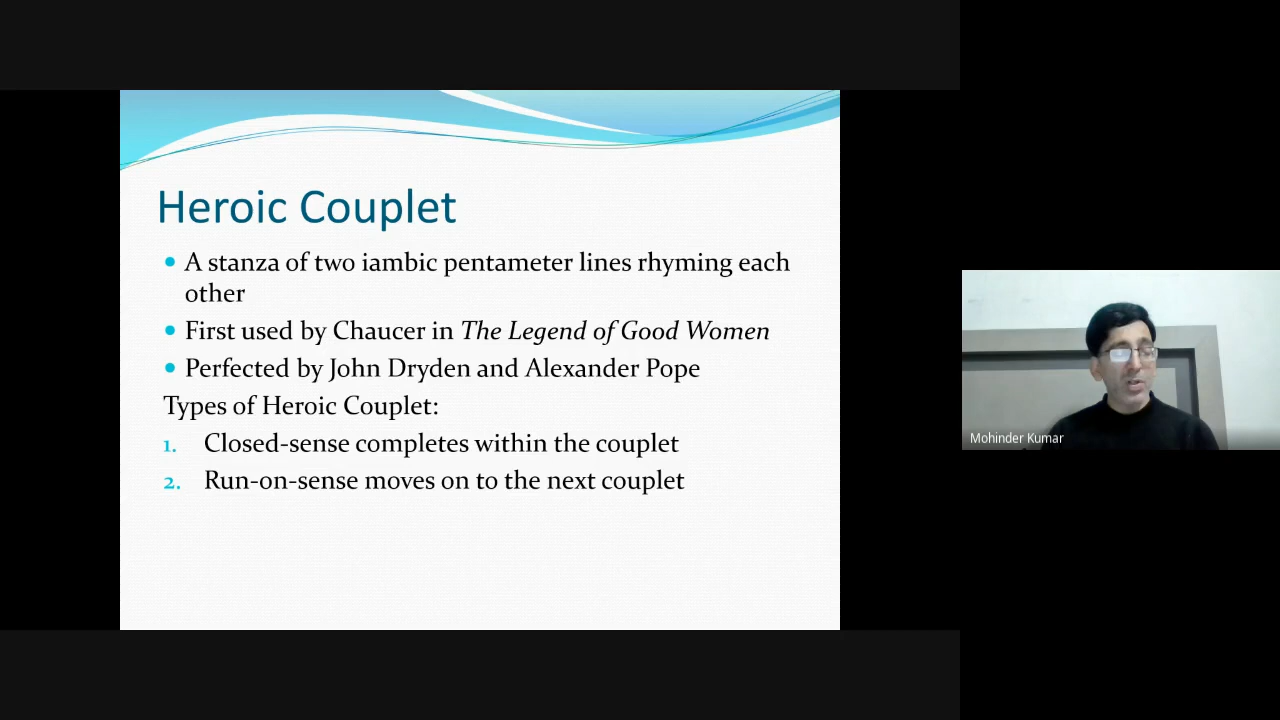 Heroic Couplet
• A stanza of two iambic pentameter lines rhyming each
other
• First used by Chaucer in The Legend of Good Women
• Perfected by John Dryden and Alexander Pope
Types of Heroic Couplet:
1. Closed-sense completes within the couplet
2. Run-on-sense moves on to the next couplet
Mohinder Kumar